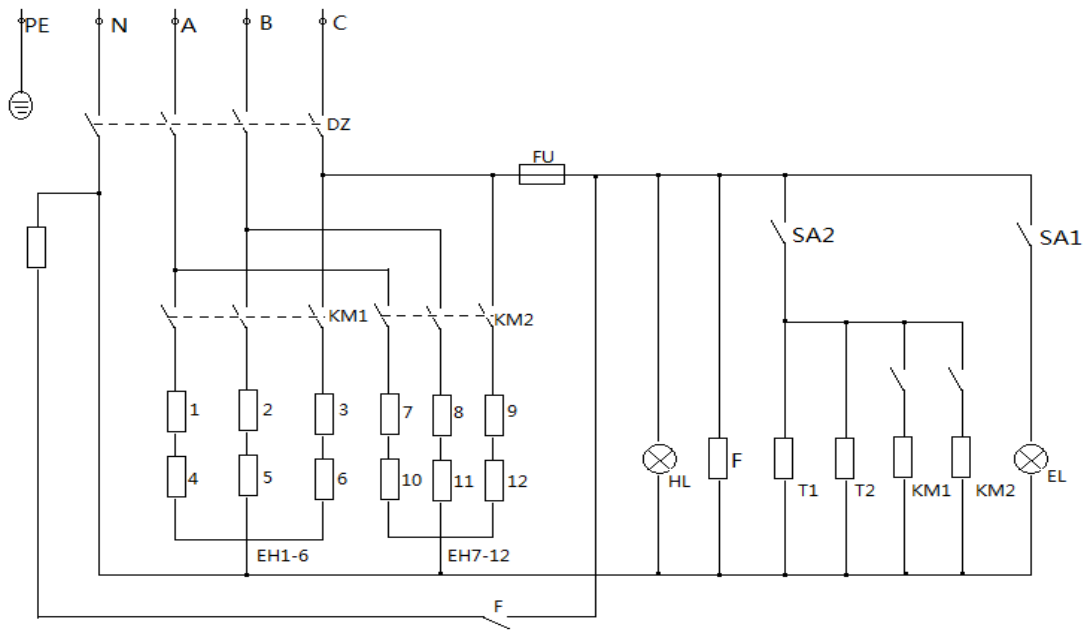 PE N A B C
DZ
FU
SA2 SA1
KM1 KM2
1 2 3 7 8 9
4 5 6 10 11 12
HL F T1 T2 KM1 KM2 EL
EH1-6 EH7-12
F